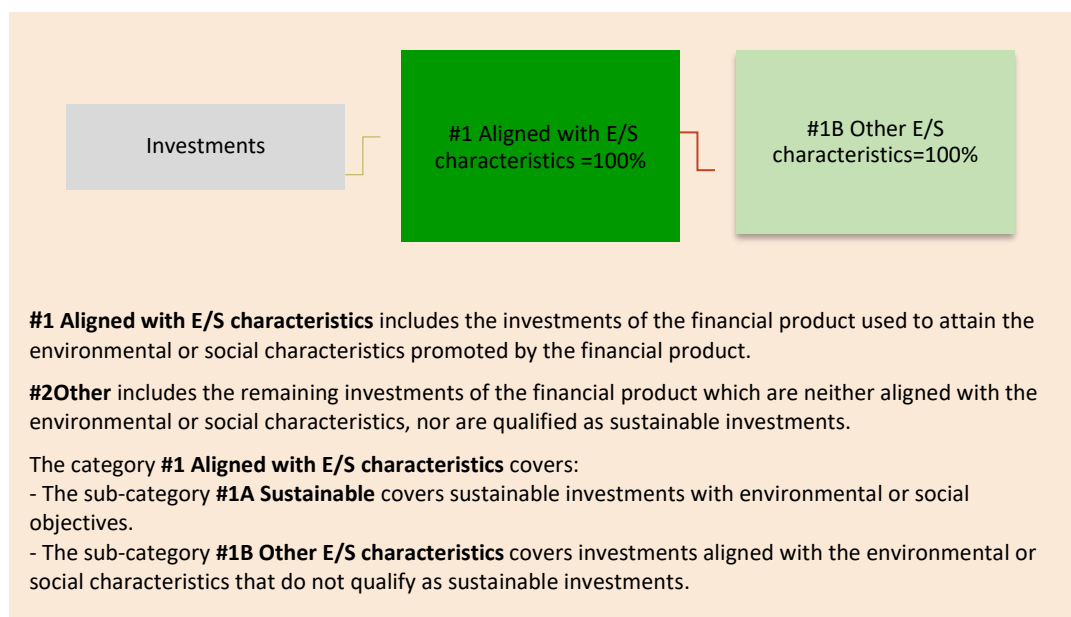 Investments
#1 Aligned with E/S
characteristics =100%
#1B Other E/S
characteristics=100%
#1 Aligned with E/S characteristics includes the investments of the financial product used to attain the
environmental or social characteristics promoted by the financial product.
#2Other includes the remaining investments of the financial product which are neither aligned with the
environmental or social characteristics, nor are qualified as sustainable investments.
The category #1 Aligned with E/S characteristics covers:
- The sub-category #1A Sustainable covers sustainable investments with environmental or social
objectives.
- The sub-category #1B Other E/S characteristics covers investments aligned with the environmental or
social characteristics that do not qualify as sustainable investments.